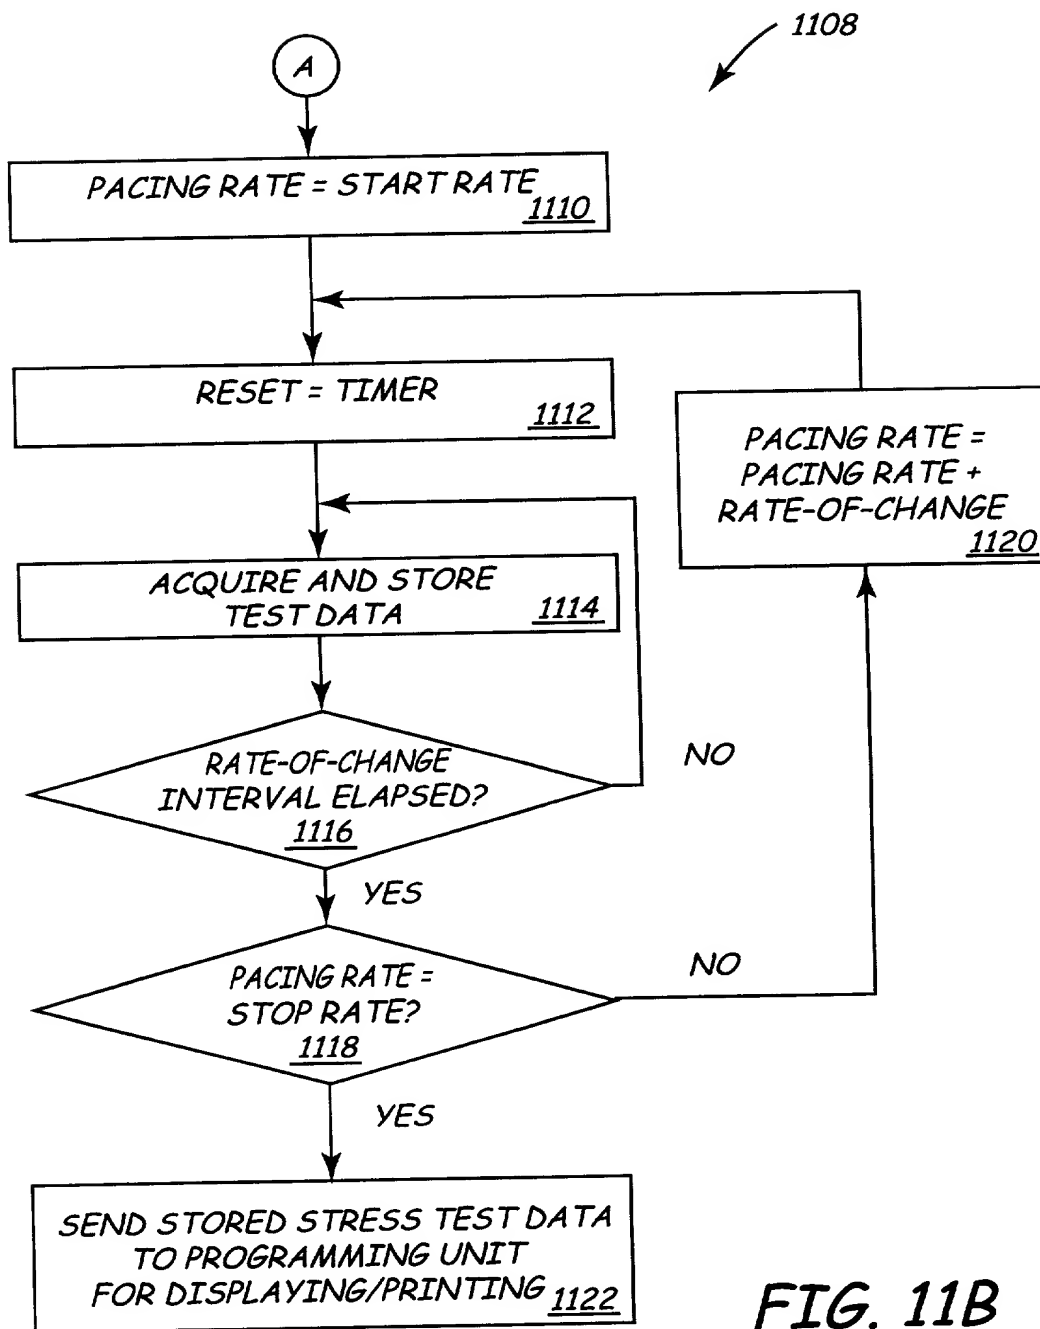 1108
A
PACING RATE = START RATE
1110
RESET = TIMER
1112
PACING RATE =
PACING RATE +
RATE-OF-CHANGE
1120
ACQUIRE AND STORE
TEST DATA
1114
RATE-OF-CHANGE
INTERVAL ELAPSED?
1116
NO
YES
PACING RATE =
STOP RATE?
1118
NO
YES
SEND STORED STRESS TEST DATA
TO PROGRAMMING UNIT
FOR DISPLAYING/PRINTING
1122
FIG. 11B